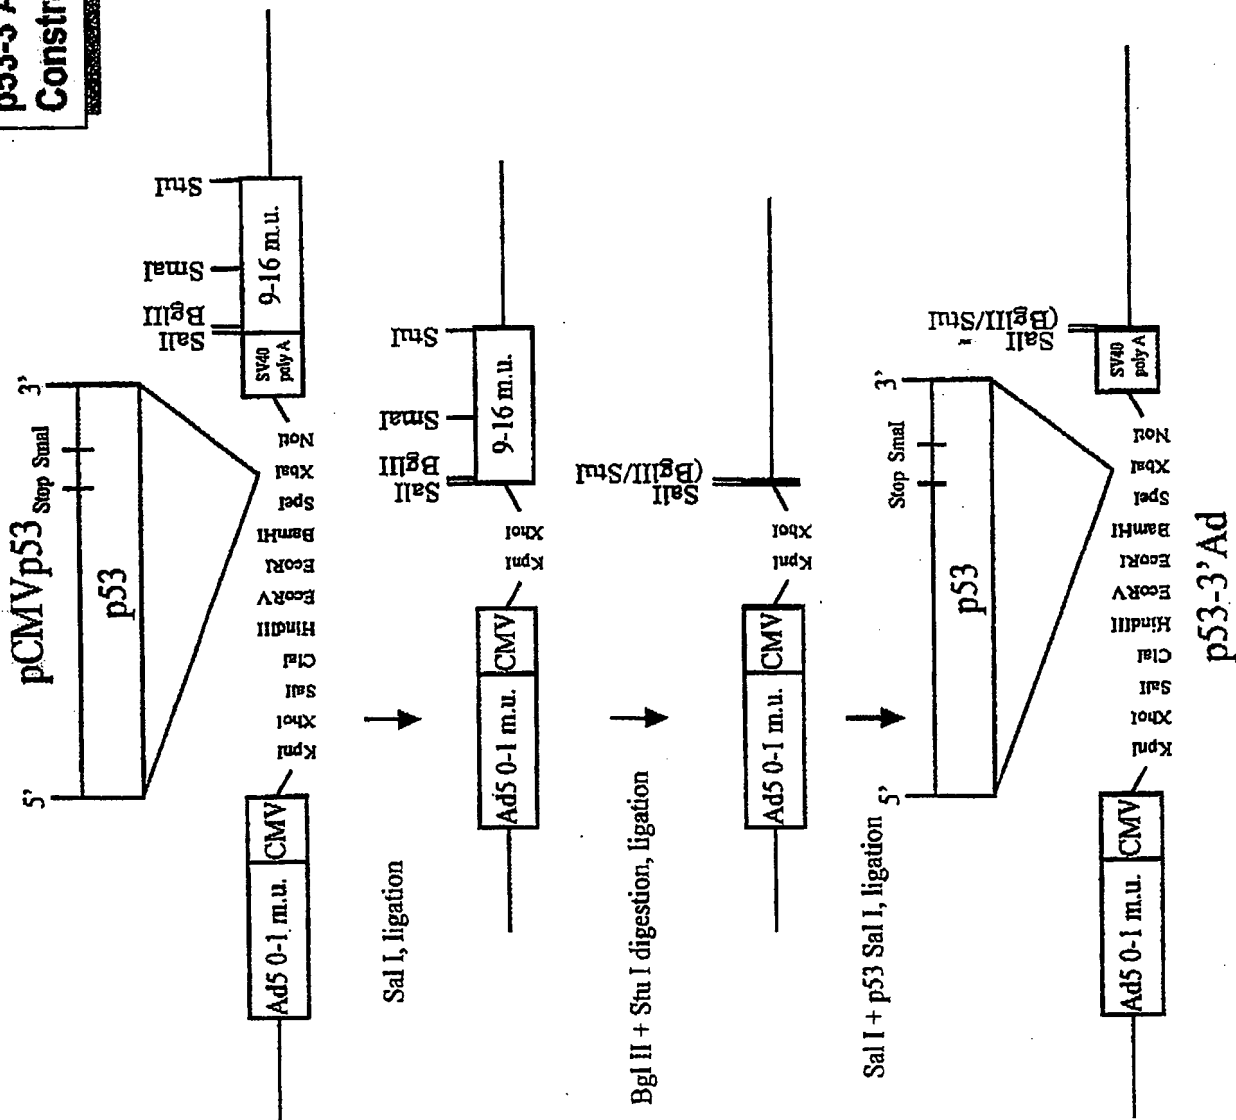 p53-3
Constr
pCMVp53
5'
3'
Stop SmaI
p53
Ad5 0-1 m.u.
CMV
KpnI
XhoI
SalI
ClaI
HindIII
EcoRV
EcoRI
BamHI
SpeI
XbaI
NotI
SV40
poly A
9-16 m.u.
SalI
BglII
SmaI
StuI
Sal I, ligation
Ad5 0-1 m.u.
CMV
KpnI
XhoI
9-16 m.u.
SalI
BglII
SmaI
StuI
Bgl II + Stu I digestion, ligation
Ad5 0-1 m.u.
CMV
KpnI
XhoI
SalI
(BglII/StuI
Sal I + p53 Sal I, ligation
5'
3'
Stop SmaI
p53
Ad5 0-1 m.u.
CMV
KpnI
XhoI
SalI
ClaI
HindIII
EcoRV
EcoRI
BamHI
SpeI
XbaI
NotI
SV40
poly A
SalI
(BglII/StuI
p53-3'Ad